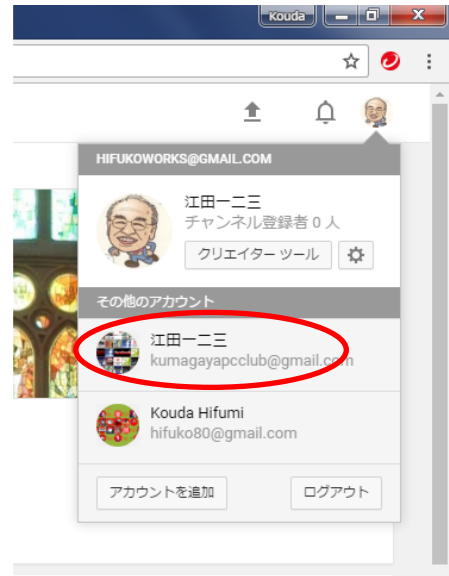 Kouda
HIFUKOWORKS@GMAIL.COM
江田一二三
チャンネル登録者 0 人
クリエイター ツール
その他のアカウント
江田一二三
kumagayapcclub@gmail.com
Kouda Hifumi
hifuko80@gmail.com
アカウントを追加
ログアウト